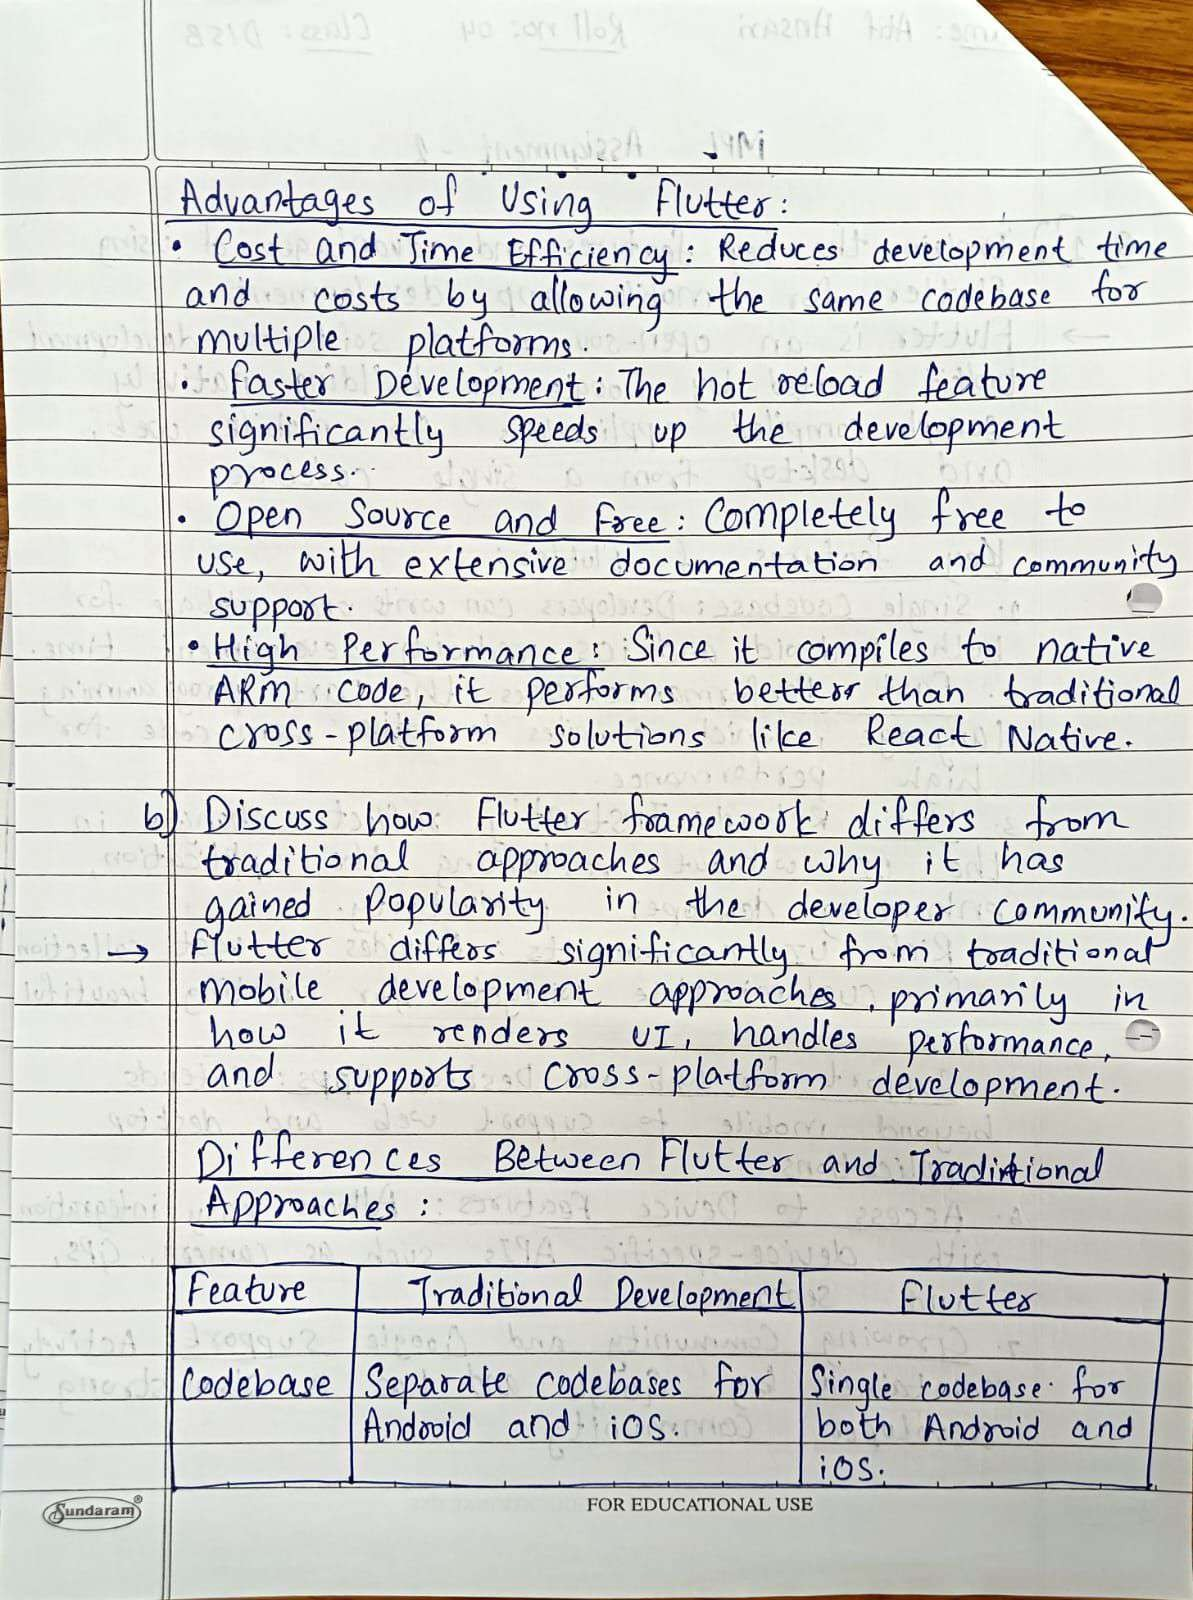 Advantages of Using Flutter:
• Cost and Time Efficiency: Reduces development time
and costs by allowing the same codebase for
multiple platforms.
• Faster Development: The hot reload feature
significantly speeds up the development
process.
• Open Source and Free: Completely free to
use, with extensive documentation and community
support.
• High Performance: Since it compiles to native
ARM code, it performs better than traditional
cross-platform solutions like React Native.
b) Discuss how Flutter framework differs from
traditional approaches and why it has
gained popularity in the developer community.
→ Flutter differs significantly from traditional
mobile development approaches, primarily in
how it renders UI, handles performance,
and supports cross-platform development.
Differences Between Flutter and Traditional
Approaches:
Feature Traditional Development Flutter
Codebase Separate codebases for Single codebase for
Android and iOS. both Android and
iOS.
Sundaram® FOR EDUCATIONAL USE